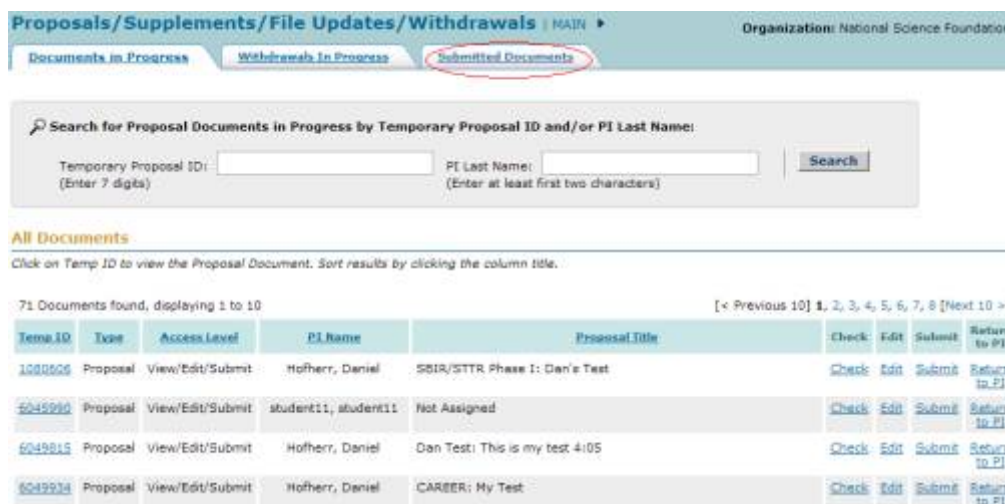 Proposals/Supplements/File Updates/Withdrawals | MAIN
Organization: National Science Foundation
Documents in Progress Withdrawals In Progress Submitted Documents
Search for Proposal Documents in Progress by Temporary Proposal ID and/or PI Last Name:
Temporary Proposal ID: PI Last Name: Search
(Enter 7 digits) (Enter at least first two characters)
All Documents
Click on Temp ID to view the Proposal Document. Sort results by clicking the column title.
71 Documents found, displaying 1 to 10 [< Previous 10] 1, 2, 3, 4, 5, 6, 7, 8 [Next 10 >
Temp ID Type Access Level PI Name Proposal Title Check Edit Submit Return to PI
1080606 Proposal View/Edit/Submit Hofherr, Daniel SBIR/STTR Phase I: Dan's Test Check Edit Submit Return to PI
6045990 Proposal View/Edit/Submit student11, student11 Not Assigned Check Edit Submit Return to PI
6049815 Proposal View/Edit/Submit Hofherr, Daniel Dan Test: This is my test 4:05 Check Edit Submit Return to PI
6049934 Proposal View/Edit/Submit Hofherr, Daniel CAREER: My Test Check Edit Submit Return to PI